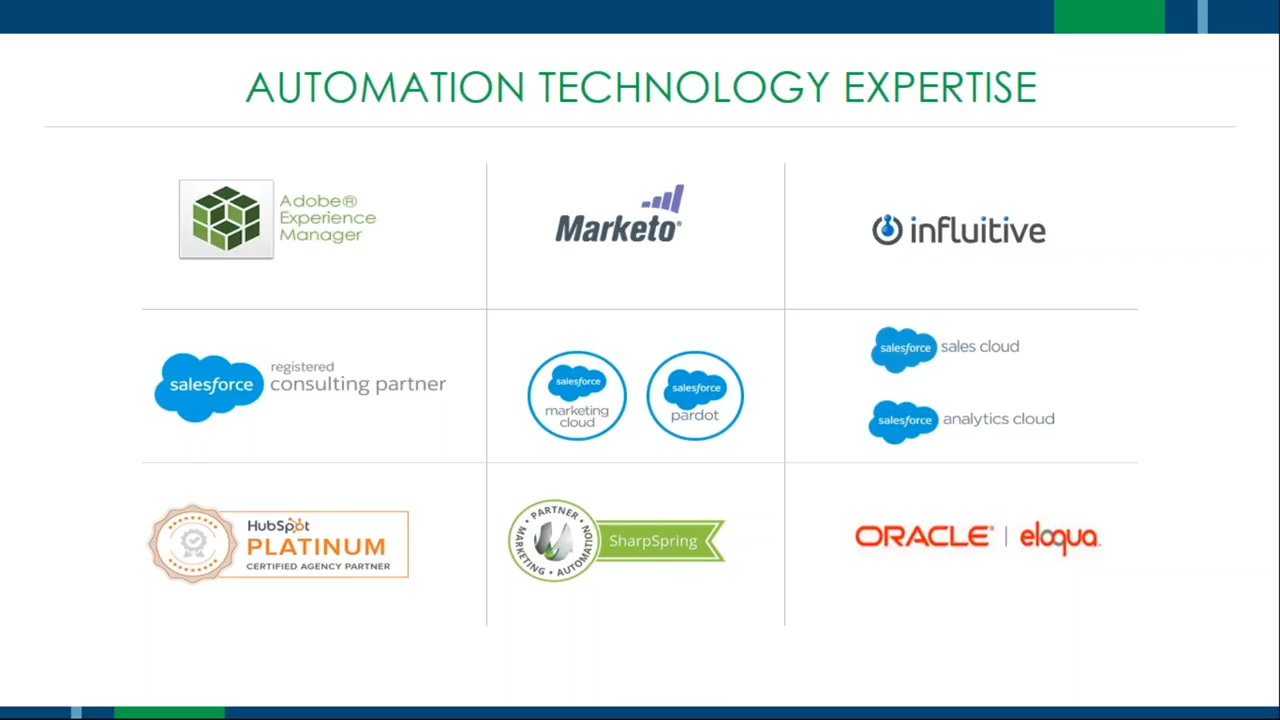 AUTOMATION TECHNOLOGY EXPERTISE
Adobe®
Experience
Manager
Marketo®
influitive
salesforce
registered
consulting partner
salesforce
marketing
cloud
salesforce
pardot
salesforce sales cloud
salesforce analytics cloud
HubSpot
PLATINUM
CERTIFIED AGENCY PARTNER
PARTNER • MARKETING • AUTOMATION •
SharpSpring
ORACLE® | eloqua